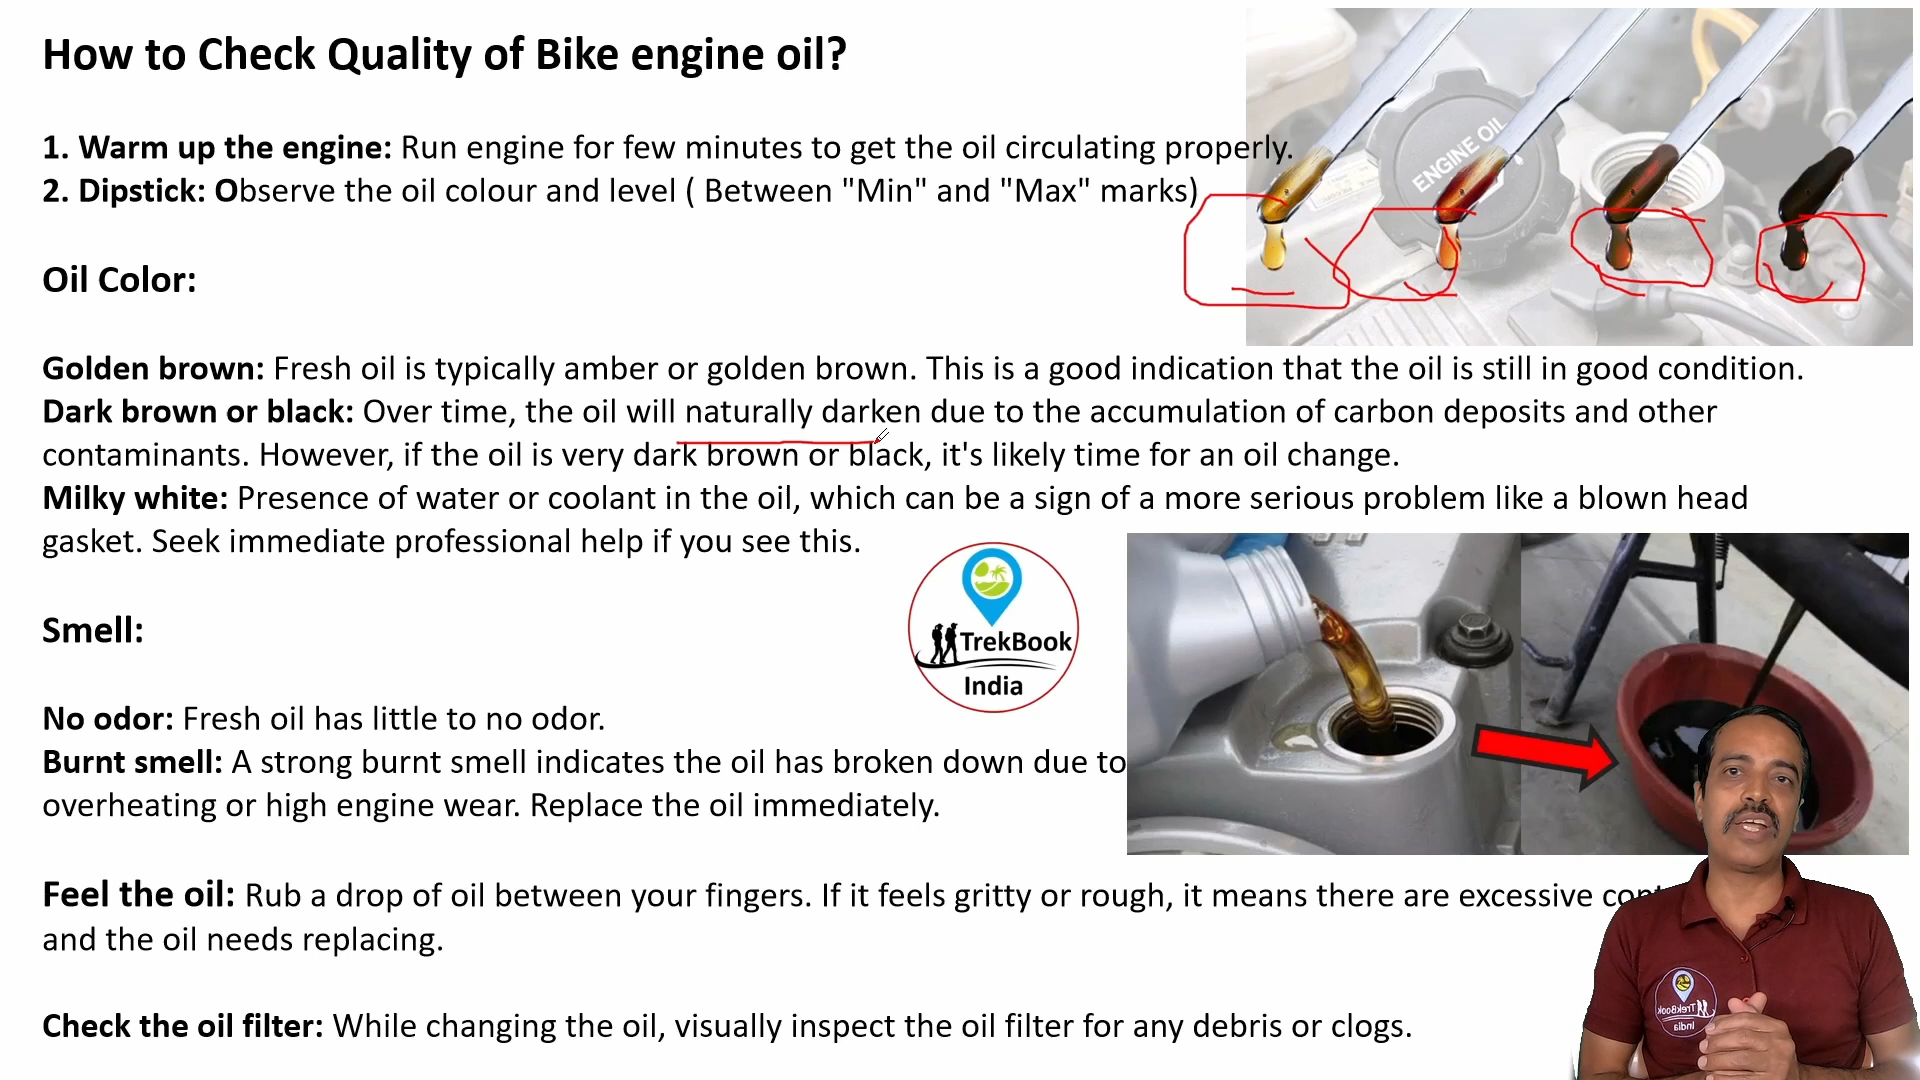 How to Check Quality of Bike engine oil?
1. Warm up the engine: Run engine for few minutes to get the oil circulating properly.
2. Dipstick: Observe the oil colour and level ( Between "Min" and "Max" marks)
ENGINE OIL
Oil Color:
Golden brown: Fresh oil is typically amber or golden brown. This is a good indication that the oil is still in good condition.
Dark brown or black: Over time, the oil will naturally darken due to the accumulation of carbon deposits and other
contaminants. However, if the oil is very dark brown or black, it's likely time for an oil change.
Milky white: Presence of water or coolant in the oil, which can be a sign of a more serious problem like a blown head
gasket. Seek immediate professional help if you see this.
TrekBook
India
Smell:
No odor: Fresh oil has little to no odor.
Burnt smell: A strong burnt smell indicates the oil has broken down due to
overheating or high engine wear. Replace the oil immediately.
Feel the oil: Rub a drop of oil between your fingers. If it feels gritty or rough, it means there are excessive
and the oil needs replacing.
TrekBook
India
Check the oil filter: While changing the oil, visually inspect the oil filter for any debris or clogs.